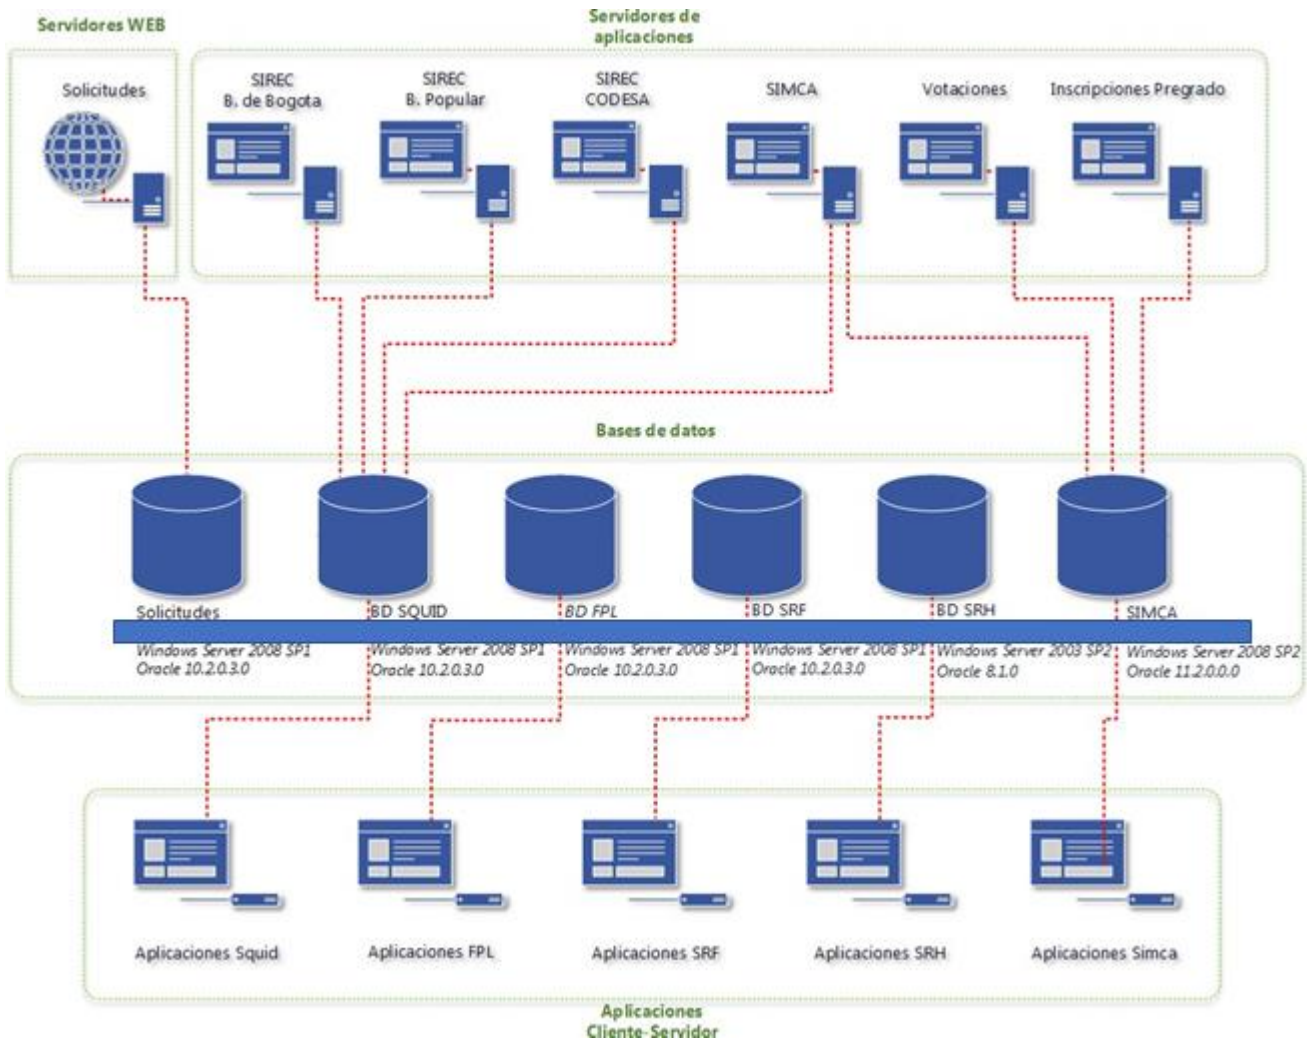 Servidores WEB
Servidores de
aplicaciones
Solicitudes
SIREC
B. de Bogota
SIREC
B. Popular
SIREC
CODESA
SIMCA
Votaciones
Inscripciones Pregrado
Bases de datos
Solicitudes
BD SQUID
BD FPL
BD SRF
BD SRH
SIMCA
Windows Server 2008 SP1
Oracle 10.2.0.3.0
Windows Server 2008 SP1
Oracle 10.2.0.3.0
Windows Server 2008 SP1
Oracle 10.2.0.3.0
Windows Server 2008 SP1
Oracle 10.2.0.3.0
Windows Server 2003 SP2
Oracle 8.1.0
Windows Server 2008 SP2
Oracle 11.2.0.0.0
Aplicaciones Squid
Aplicaciones FPL
Aplicaciones SRF
Aplicaciones SRH
Aplicaciones Simca
Aplicaciones
Cliente-Servidor